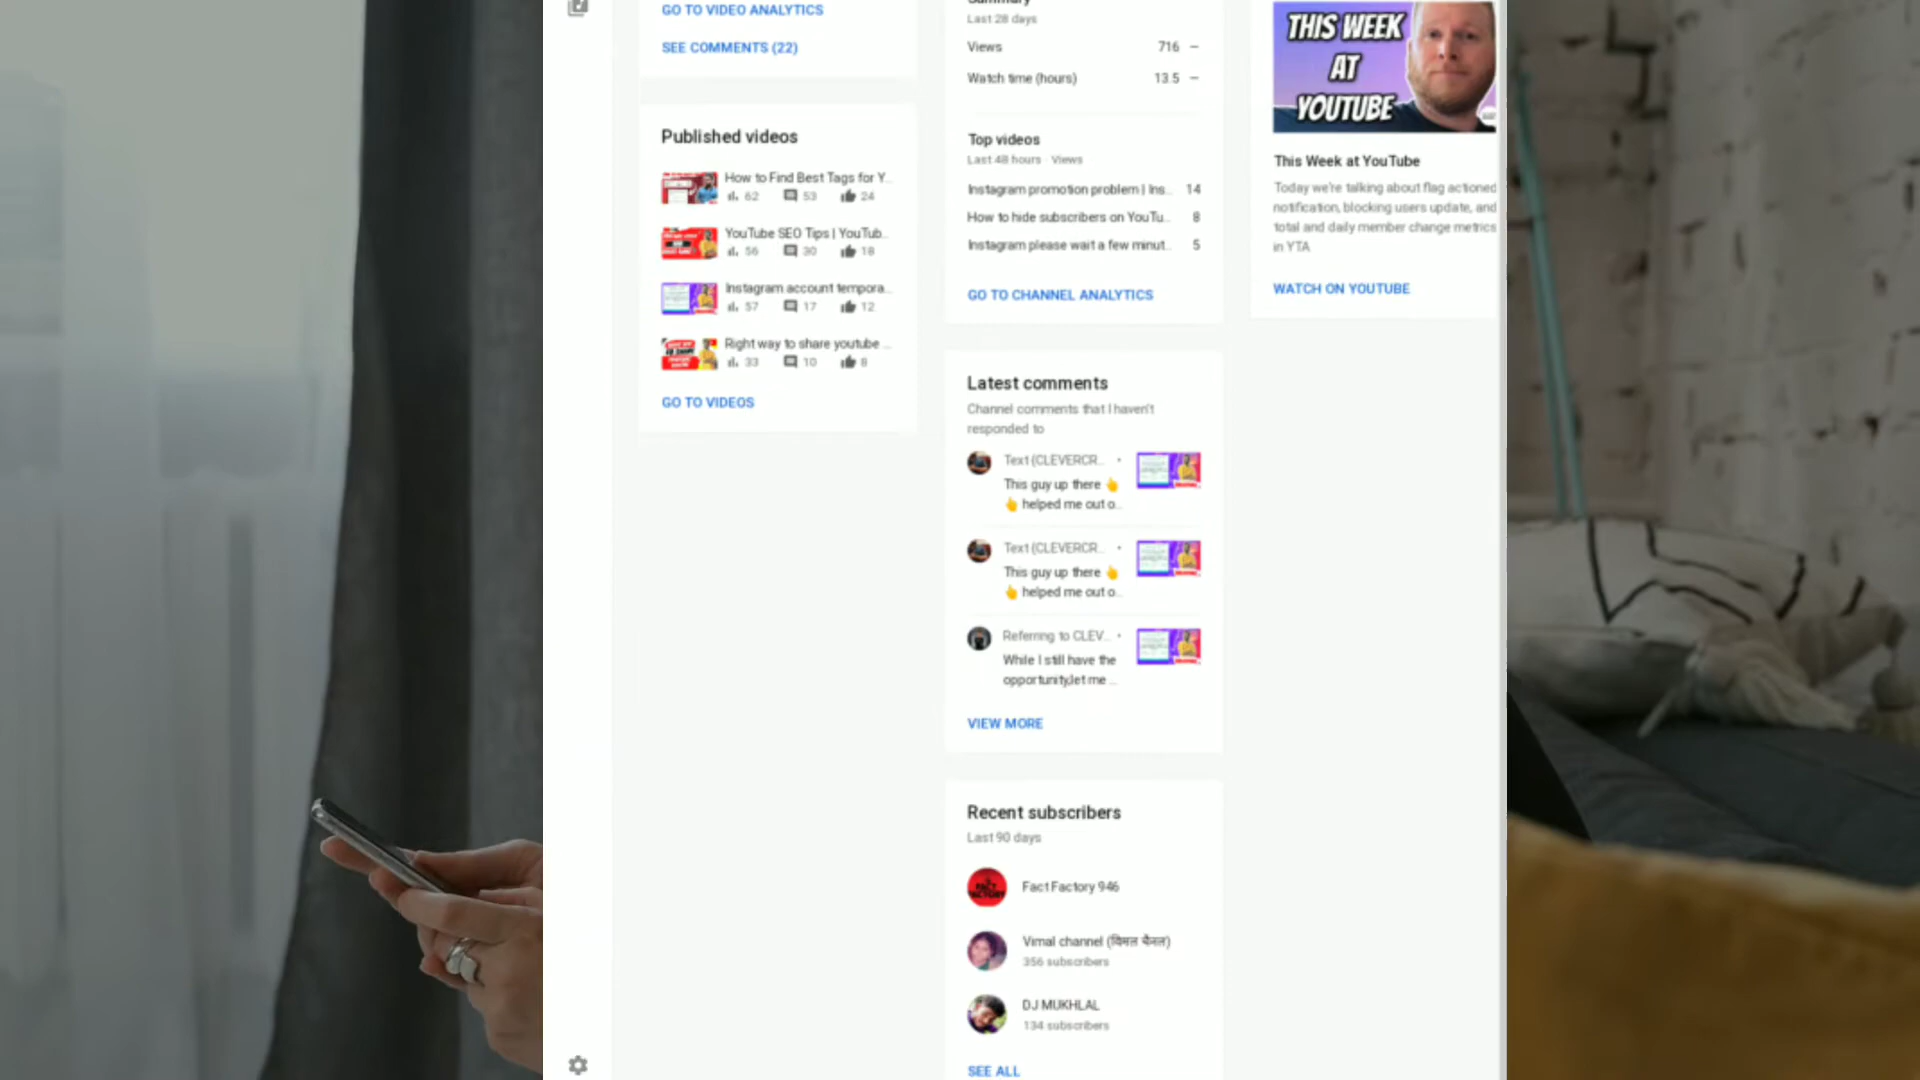 GO TO VIDEO ANALYTICS
SEE COMMENTS (22)
Published videos
How to Find Best Tags for Y...
62 53 24
YouTube SEO Tips | YouTub...
56 30 18
Instagram account tempora...
57 17 12
Right way to share youtube ...
33 10 8
GO TO VIDEOS
Summary
Last 28 days
Views 716 —
Watch time (hours) 13.5 —
Top videos
Last 48 hours · Views
Instagram promotion problem | Ins... 14
How to hide subscribers on YouTu... 8
Instagram please wait a few minut... 5
GO TO CHANNEL ANALYTICS
Latest comments
Channel comments that I haven't
responded to
Text (CLEVERCR... •
This guy up there 👆
👆 helped me out o...
Text (CLEVERCR... •
This guy up there 👆
👆 helped me out o...
Referring to CLEV... •
While I still have the
opportunity,let me ...
VIEW MORE
Recent subscribers
Last 90 days
FACT
FACTORY
Fact Factory 946
Vimal channel (विमल चैनल)
356 subscribers
DJ MUKHLAL
134 subscribers
SEE ALL
THIS WEEK
AT
YOUTUBE
This Week at YouTube
Today we're talking about flag actioned
notification, blocking users update, and
total and daily member change metrics
in YTA
WATCH ON YOUTUBE